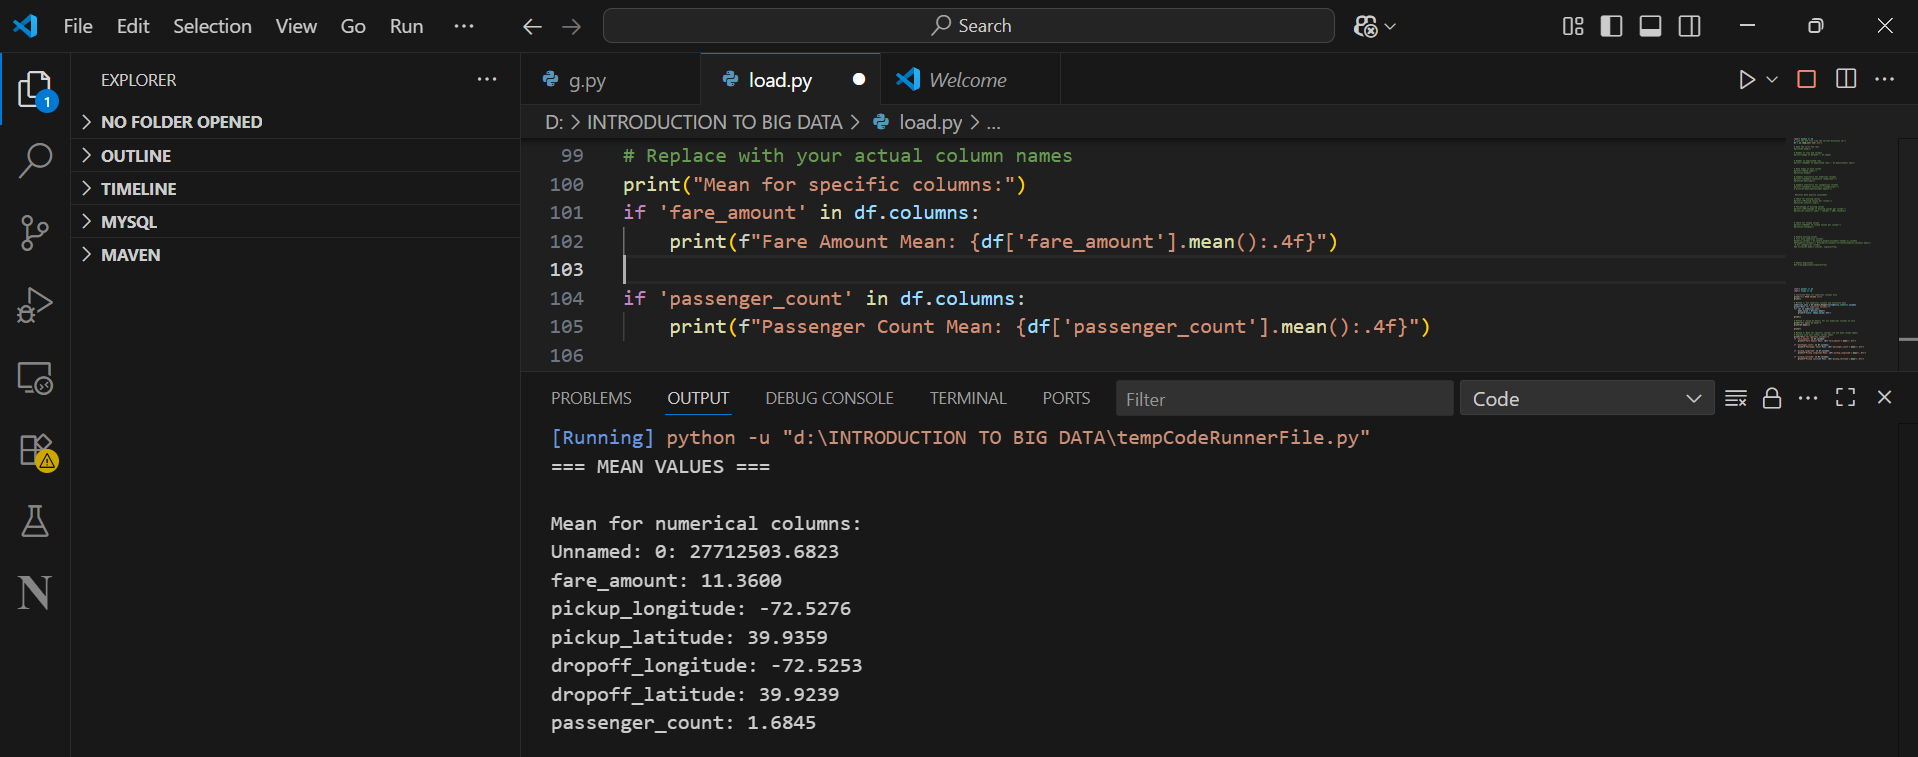 File Edit Selection View Go Run ···
Search
EXPLORER ···
1
NO FOLDER OPENED
OUTLINE
TIMELINE
MYSQL
MAVEN
N
g.py load.py Welcome
D: > INTRODUCTION TO BIG DATA > load.py > ...
99 # Replace with your actual column names
100 print("Mean for specific columns:")
101 if 'fare_amount' in df.columns:
102     print(f"Fare Amount Mean: {df['fare_amount'].mean():.4f}")
103
104 if 'passenger_count' in df.columns:
105     print(f"Passenger Count Mean: {df['passenger_count'].mean():.4f}")
106
PROBLEMS OUTPUT DEBUG CONSOLE TERMINAL PORTS Filter Code
[Running] python -u "d:\INTRODUCTION TO BIG DATA\tempCodeRunnerFile.py"
=== MEAN VALUES ===
Mean for numerical columns:
Unnamed: 0: 27712503.6823
fare_amount: 11.3600
pickup_longitude: -72.5276
pickup_latitude: 39.9359
dropoff_longitude: -72.5253
dropoff_latitude: 39.9239
passenger_count: 1.6845